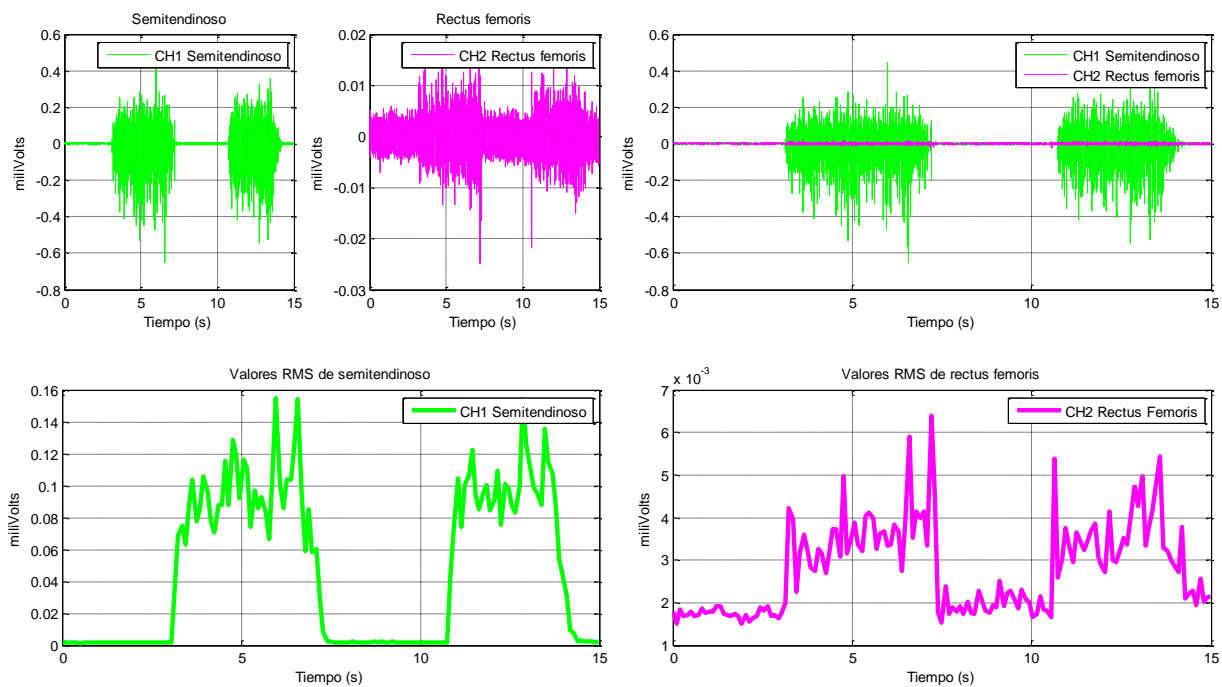 Semitendinoso
CH1 Semitendinoso
miliVolts
0.6
0.4
0.2
0
-0.2
-0.4
-0.6
-0.8
0 5 10 15
Tiempo (s)
Rectus femoris
CH2 Rectus femoris
miliVolts
0.02
0.01
0
-0.01
-0.02
-0.03
0 5 10 15
Tiempo (s)
CH1 Semitendinoso
CH2 Rectus femoris
miliVolts
0.6
0.4
0.2
0
-0.2
-0.4
-0.6
-0.8
0 5 10 15
Tiempo (s)
Valores RMS de semitendinoso
CH1 Semitendinoso
miliVolts
0.16
0.14
0.12
0.1
0.08
0.06
0.04
0.02
0
0 5 10 15
Tiempo (s)
Valores RMS de rectus femoris
x 10⁻³
CH2 Rectus Femoris
miliVolts
7
6
5
4
3
2
1
0 5 10 15
Tiempo (s)